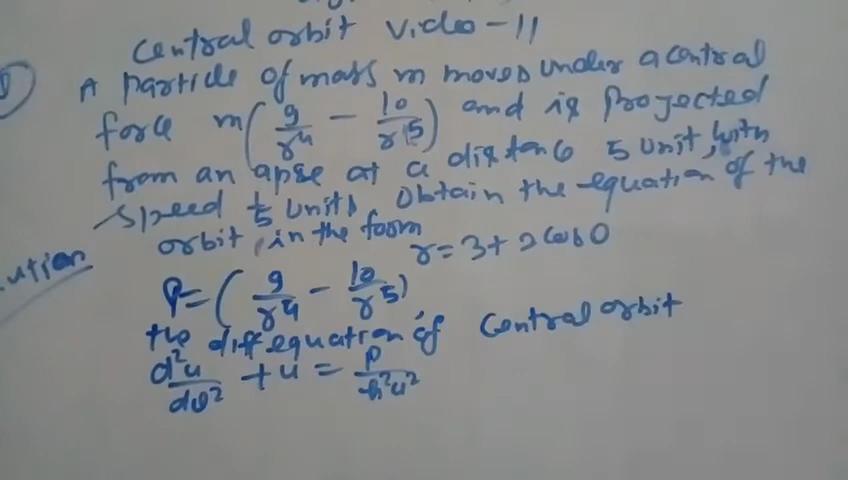 Central orbit Video-11
A particle of mass m moves under a central
force m(9/r⁴ - 10/r⁵) and is projected
from an apse at a distance 5 unit, with
speed 1/5 units. Obtain the equation of the
orbit, in the form
r=3+2cosθ
ution
P=(9/r⁴ - 10/r⁵)
the diff equation of central orbit
d²u/dθ² + u = P/h²u²